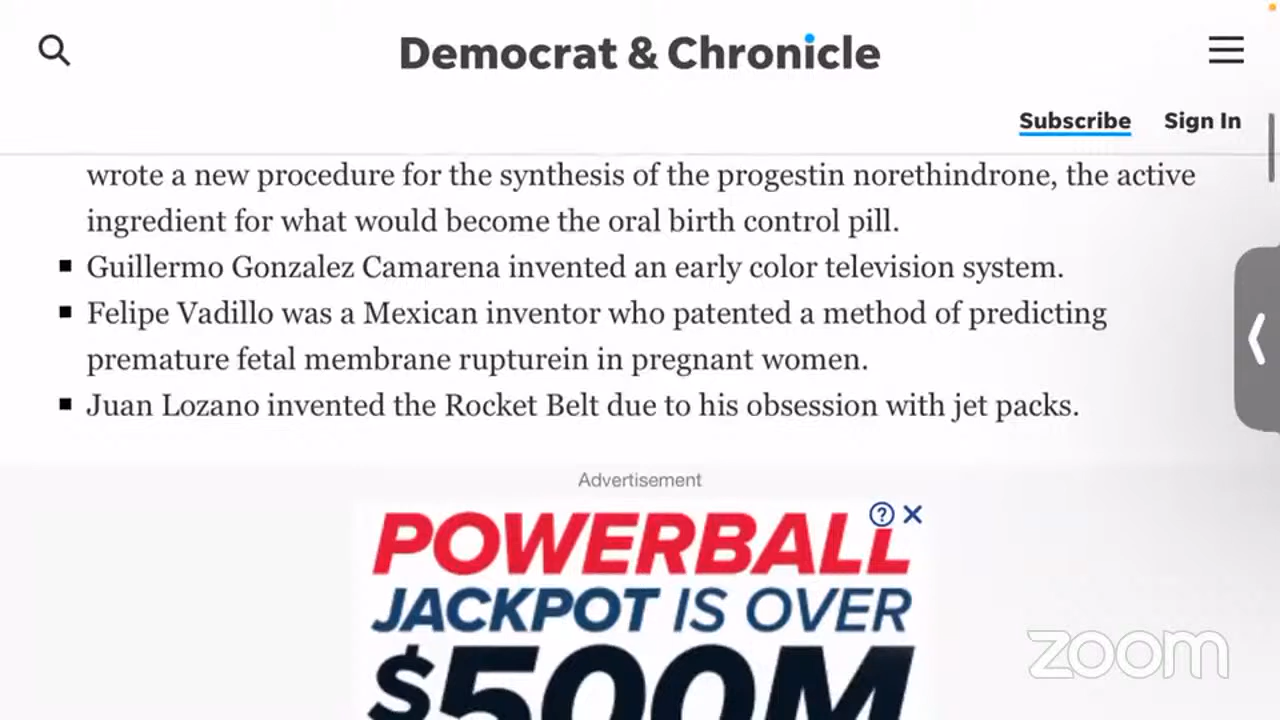 Democrat & Chronicle
Subscribe Sign In
wrote a new procedure for the synthesis of the progestin norethindrone, the active
ingredient for what would become the oral birth control pill.
Guillermo Gonzalez Camarena invented an early color television system.
Felipe Vadillo was a Mexican inventor who patented a method of predicting
premature fetal membrane rupturein in pregnant women.
Juan Lozano invented the Rocket Belt due to his obsession with jet packs.
Advertisement
POWERBALL
JACKPOT IS OVER
$500M
zoom